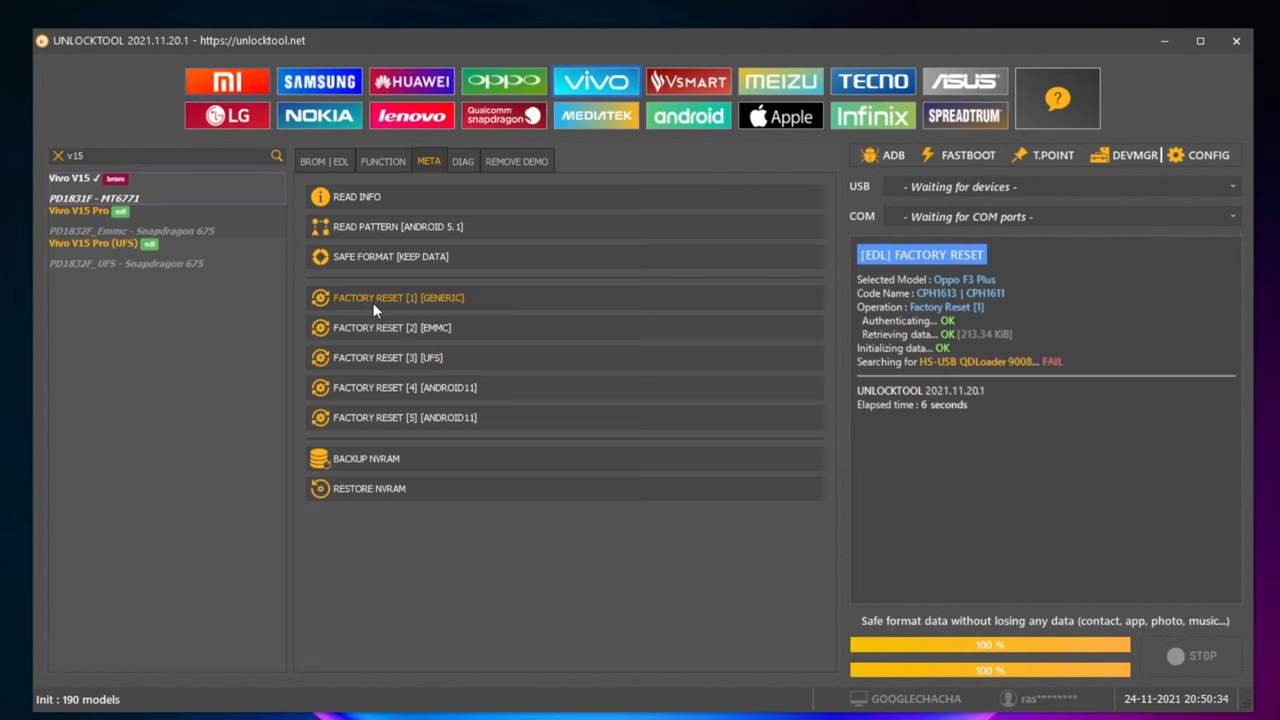 UNLOCKTOOL 2021.11.20.1 - https://unlocktool.net
mi SAMSUNG HUAWEI oppo vivo VSMART MEIZU TECNO ASUS
LG NOKIA lenovo Qualcomm snapdragon MEDIATEK android Apple Infinix SPREADTRUM ?
v15
Vivo V15 ✓ brom
PD1831F - MT6771
Vivo V15 Pro edl
PD1832F_Emmc - Snapdragon 675
Vivo V15 Pro (UFS) edl
PD1832F_UFS - Snapdragon 675
BROM | EDL FUNCTION META DIAG REMOVE DEMO
READ INFO
READ PATTERN [ANDROID 5.1]
SAFE FORMAT [KEEP DATA]
FACTORY RESET [1] [GENERIC]
FACTORY RESET [2] [EMMC]
FACTORY RESET [3] [UFS]
FACTORY RESET [4] [ANDROID11]
FACTORY RESET [5] [ANDROID11]
BACKUP NVRAM
RESTORE NVRAM
ADB FASTBOOT T.POINT DEVMGR CONFIG
USB - Waiting for devices -
COM - Waiting for COM ports -
[EDL] FACTORY RESET
Selected Model : Oppo F3 Plus
Code Name : CPH1613 | CPH1611
Operation : Factory Reset [1]
Authenticating... OK
Retrieving data... OK [213.34 KiB]
Initializing data... OK
Searching for HS-USB QDLoader 9008... FAIL
UNLOCKTOOL 2021.11.20.1
Elapsed time : 6 seconds
Safe format data without losing any data (contact, app, photo, music...)
100 %
100 %
STOP
Init : 190 models
GOOGLECHACHA ras******** 24-11-2021 20:50:34